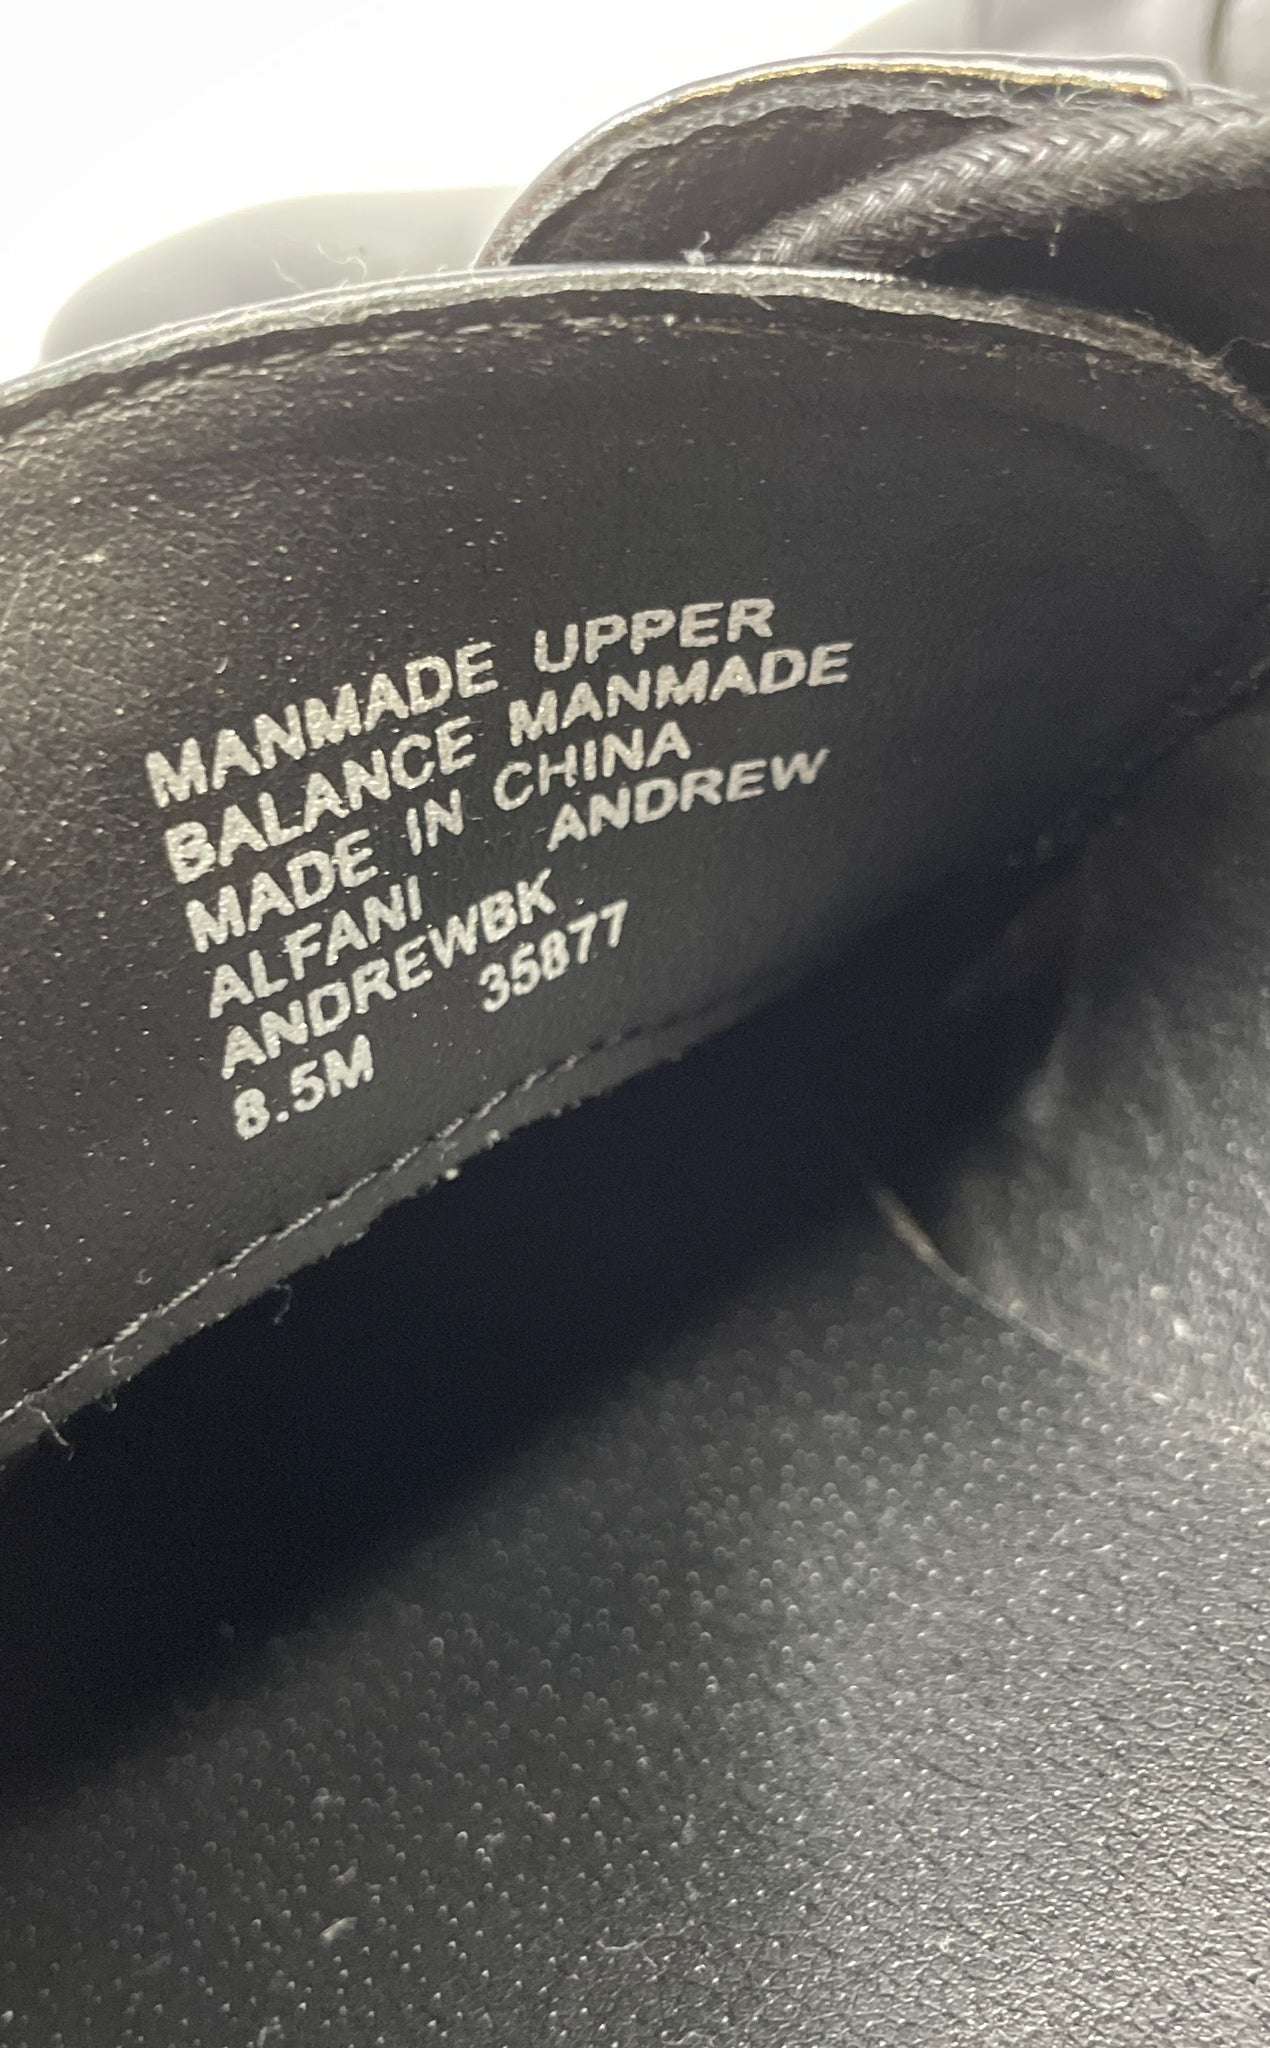 MANMADE UPPER
BALANCE MANMADE
MADE IN CHINA
ALFANI ANDREW
ANDREWBK
8.5M 35877